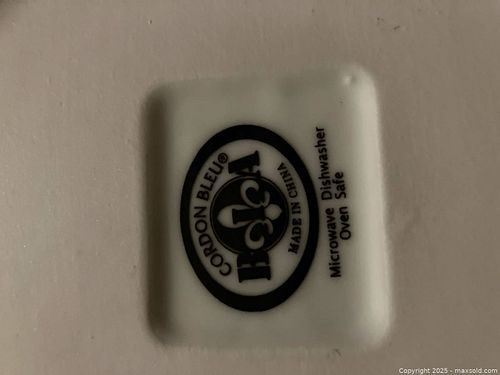 CORDON BLEU®
BIA
MADE IN CHINA
Microwave Dishwasher
Oven Safe
Copyright 2025 - maxsold.com